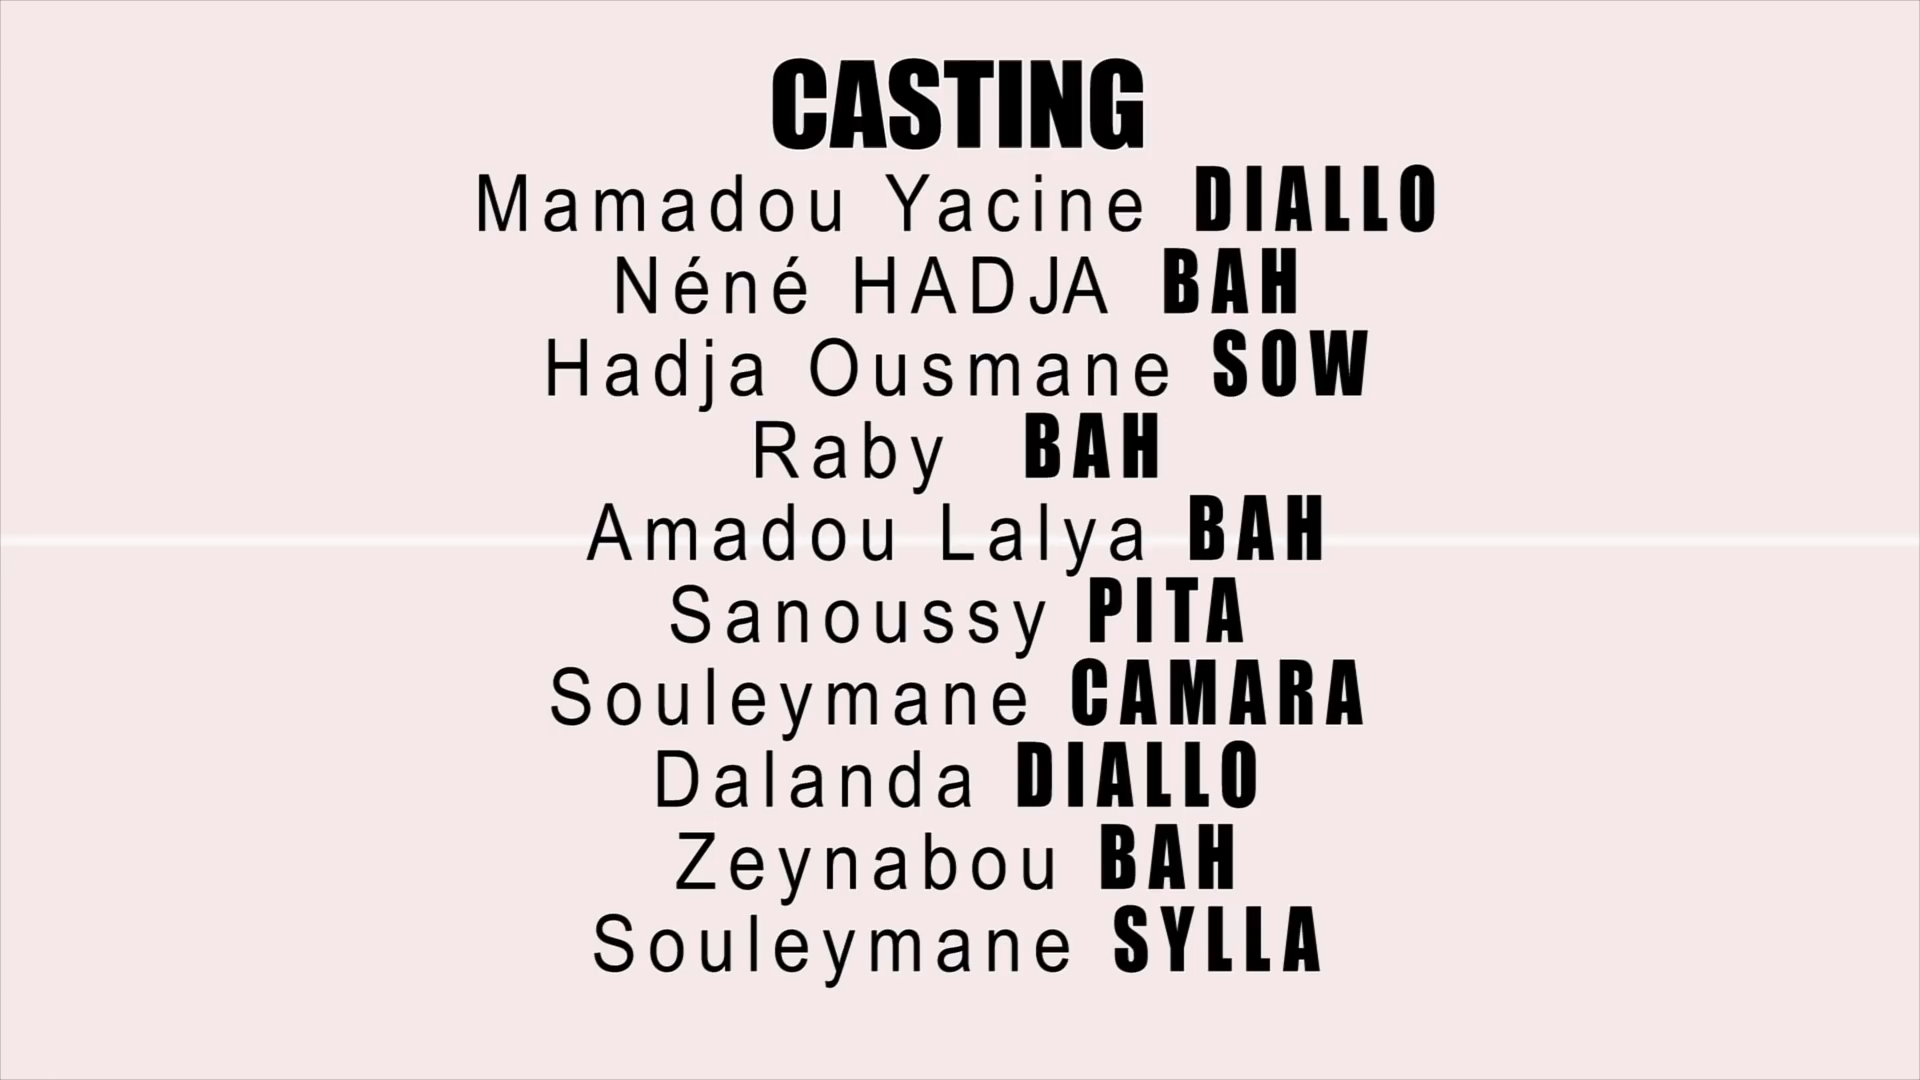 CASTING
Mamadou Yacine DIALLO
Néné HADJA BAH
Hadja Ousmane SOW
Raby BAH
Amadou Lalya BAH
Sanoussy PITA
Souleymane CAMARA
Dalanda DIALLO
Zeynabou BAH
Souleymane SYLLA